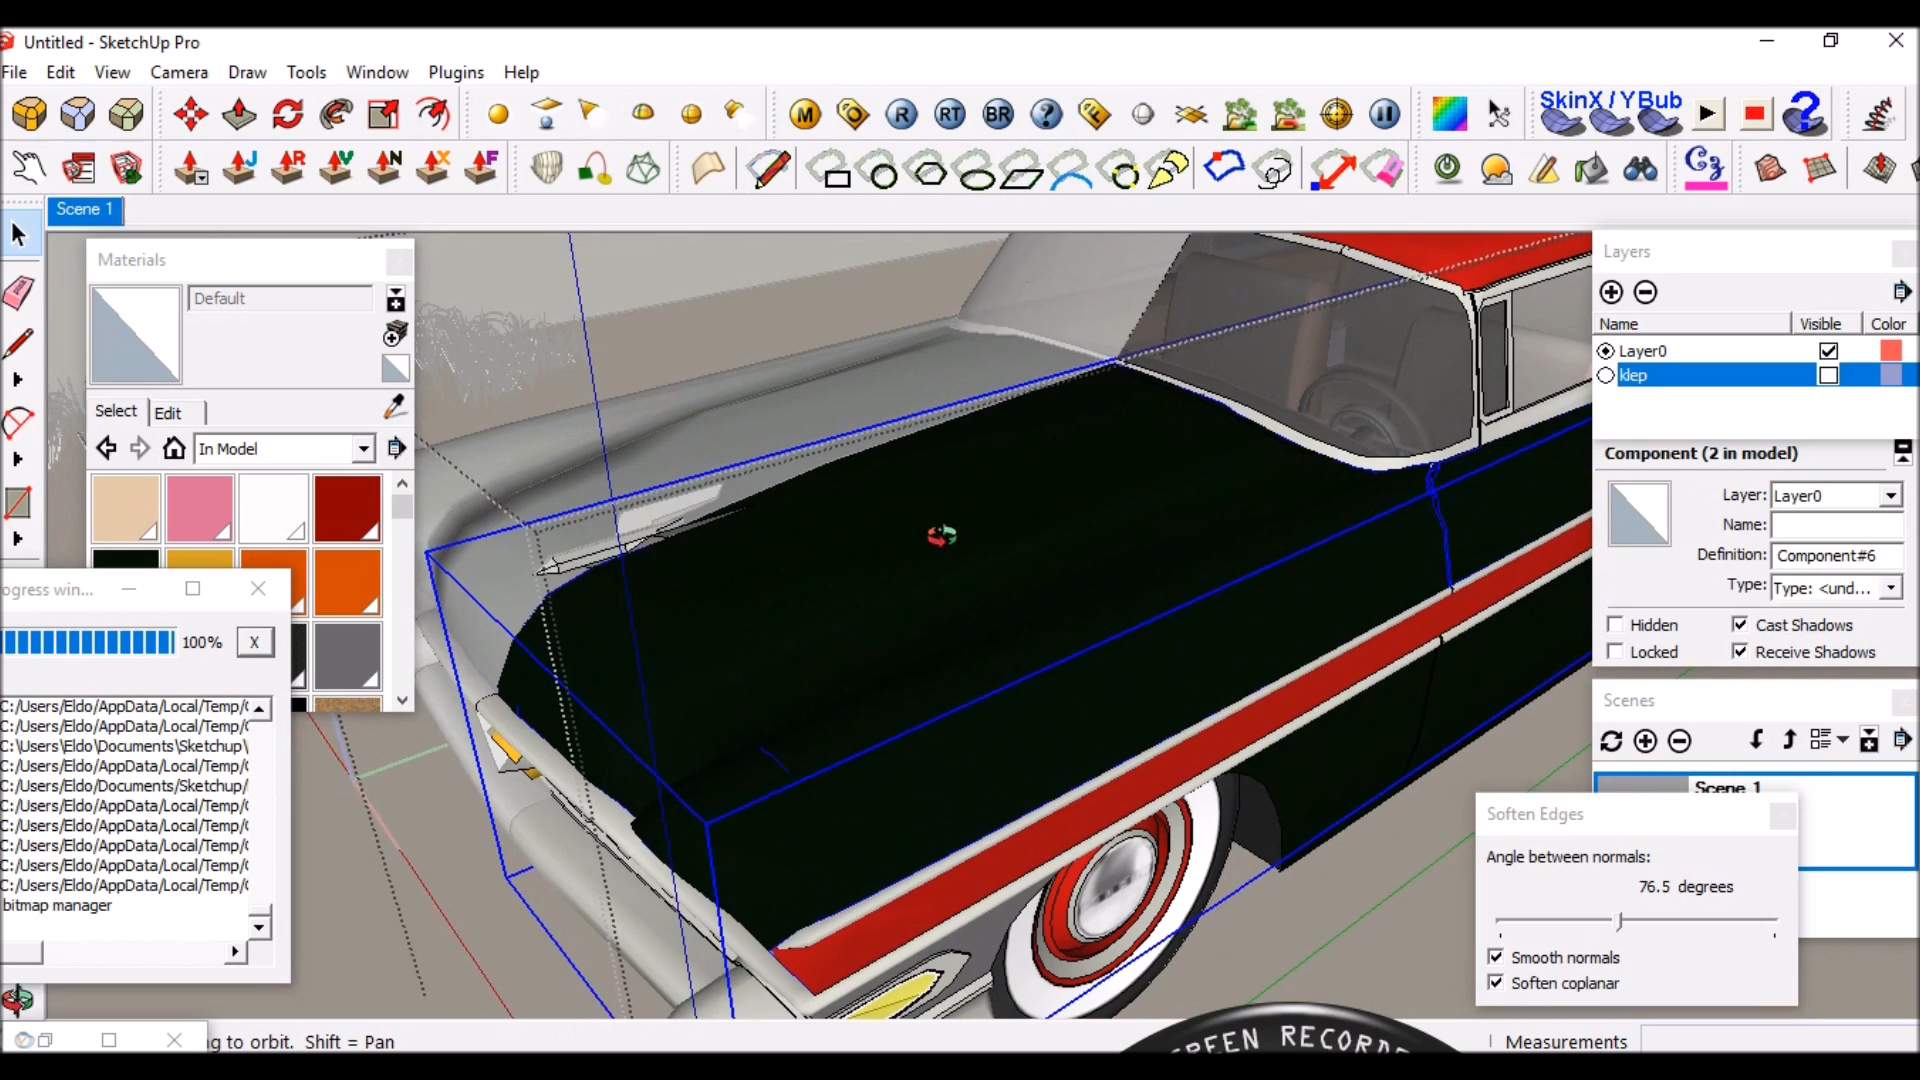 Untitled - SketchUp Pro
File Edit View Camera Draw Tools Window Plugins Help
M R RT BR ?
SkinX / YBub
J R V N X F
Scene 1
Materials
Default
Select Edit
In Model
ogress win...
100% X
C:/Users/Eldo/AppData/Local/Temp/
C:/Users/Eldo/AppData/Local/Temp/
C:\Users\Eldo\Documents\Sketchup\
C:/Users/Eldo/AppData/Local/Temp/
C:/Users/Eldo/Documents/Sketchup/
C:/Users/Eldo/AppData/Local/Temp/
C:/Users/Eldo/AppData/Local/Temp/
C:/Users/Eldo/AppData/Local/Temp/
C:/Users/Eldo/AppData/Local/Temp/
C:/Users/Eldo/AppData/Local/Temp/
bitmap manager
g to orbit. Shift = Pan
Layers
Name Visible Color
Layer0
klep
Component (2 in model)
Layer: Layer0
Name:
Definition: Component#6
Type: Type: <und...
Hidden Cast Shadows
Locked Receive Shadows
Scenes
Scene 1
Soften Edges
Angle between normals:
76.5 degrees
Smooth normals
Soften coplanar
REEN RECORD
Measurements